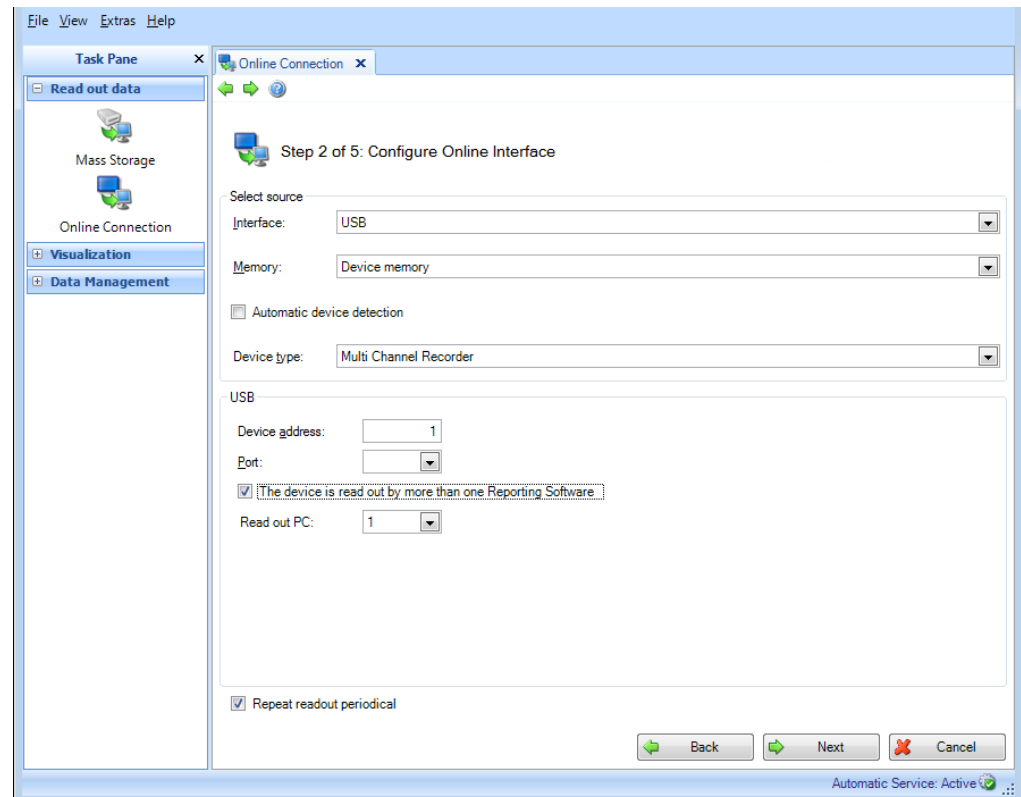 File View Extras Help
Task Pane
Online Connection
Read out data
Mass Storage
Online Connection
Visualization
Data Management
Step 2 of 5: Configure Online Interface
Select source
Interface: USB
Memory: Device memory
Automatic device detection
Device type: Multi Channel Recorder
USB
Device address: 1
Port:
The device is read out by more than one Reporting Software
Read out PC: 1
Repeat readout periodical
Back Next Cancel
Automatic Service: Active